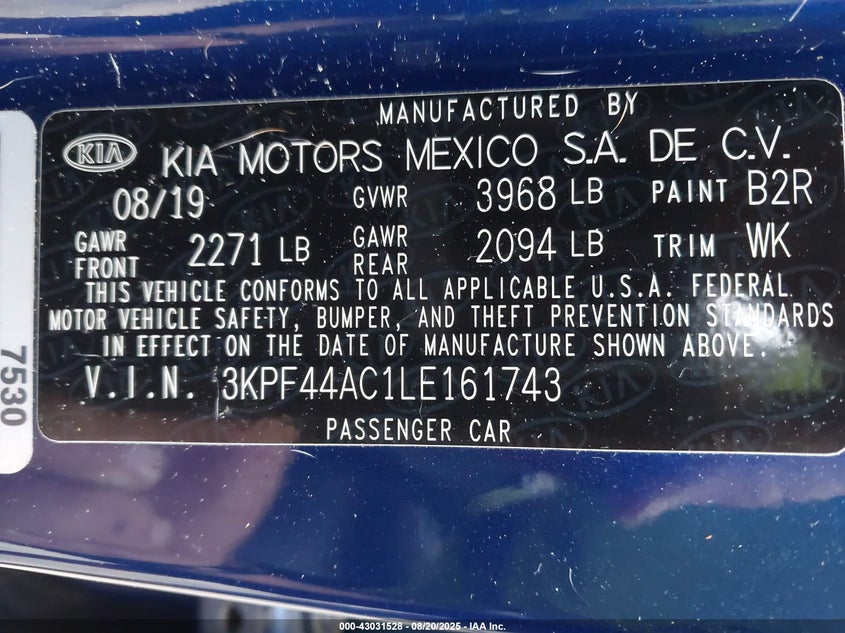 MANUFACTURED BY
KIA KIA MOTORS MEXICO S.A. DE C.V.
08/19 GVWR 3968 LB PAINT B2R
GAWR FRONT 2271 LB GAWR REAR 2094 LB TRIM WK
THIS VEHICLE CONFORMS TO ALL APPLICABLE U.S.A. FEDERAL
MOTOR VEHICLE SAFETY, BUMPER, AND THEFT PREVENTION STANDARDS
IN EFFECT ON THE DATE OF MANUFACTURE SHOWN ABOVE.
V.I.N. 3KPF44AC1LE161743
PASSENGER CAR
7530
000-43031528 - 08/20/2025 - IAA Inc.